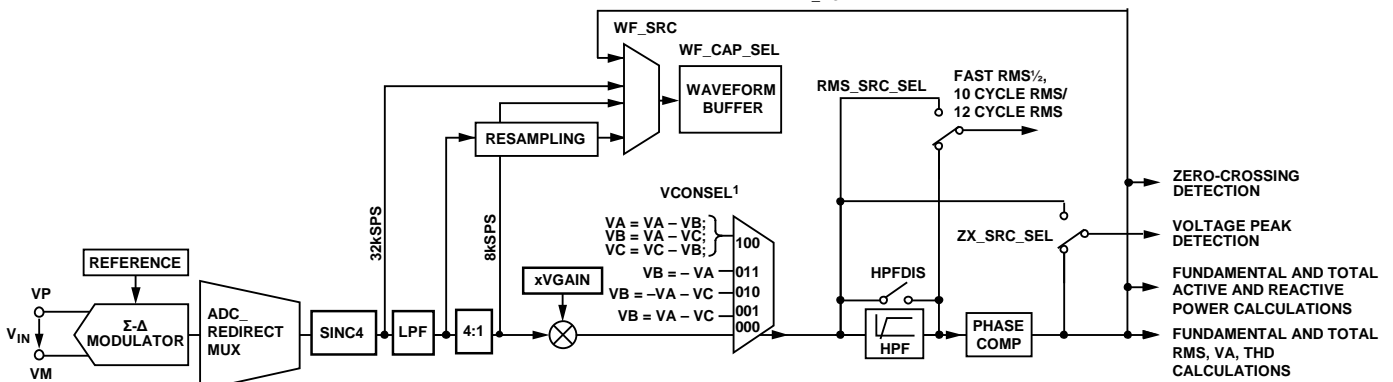 WF_SRC
WF_CAP_SEL
WAVEFORM
BUFFER
RESAMPLING
RMS_SRC_SEL
FAST RMS½,
10 CYCLE RMS/
12 CYCLE RMS
32kSPS
8kSPS
VCONSEL¹
VA = VA – VB;
VB = VA – VC;
VC = VC – VB;
100
VB = – VA
011
VB = –VA – VC
010
VB = VA – VC
001
000
xVGAIN
REFERENCE
VP
VIN
VM
Σ-Δ
MODULATOR
ADC_
REDIRECT
MUX
SINC4
LPF
4:1
HPFDIS
HPF
PHASE
COMP
ZX_SRC_SEL
ZERO-CROSSING
DETECTION
VOLTAGE PEAK
DETECTION
FUNDAMENTAL AND TOTAL
ACTIVE AND REACTIVE
POWER CALCULATIONS
FUNDAMENTAL AND TOTAL
RMS, VA, THD
CALCULATIONS